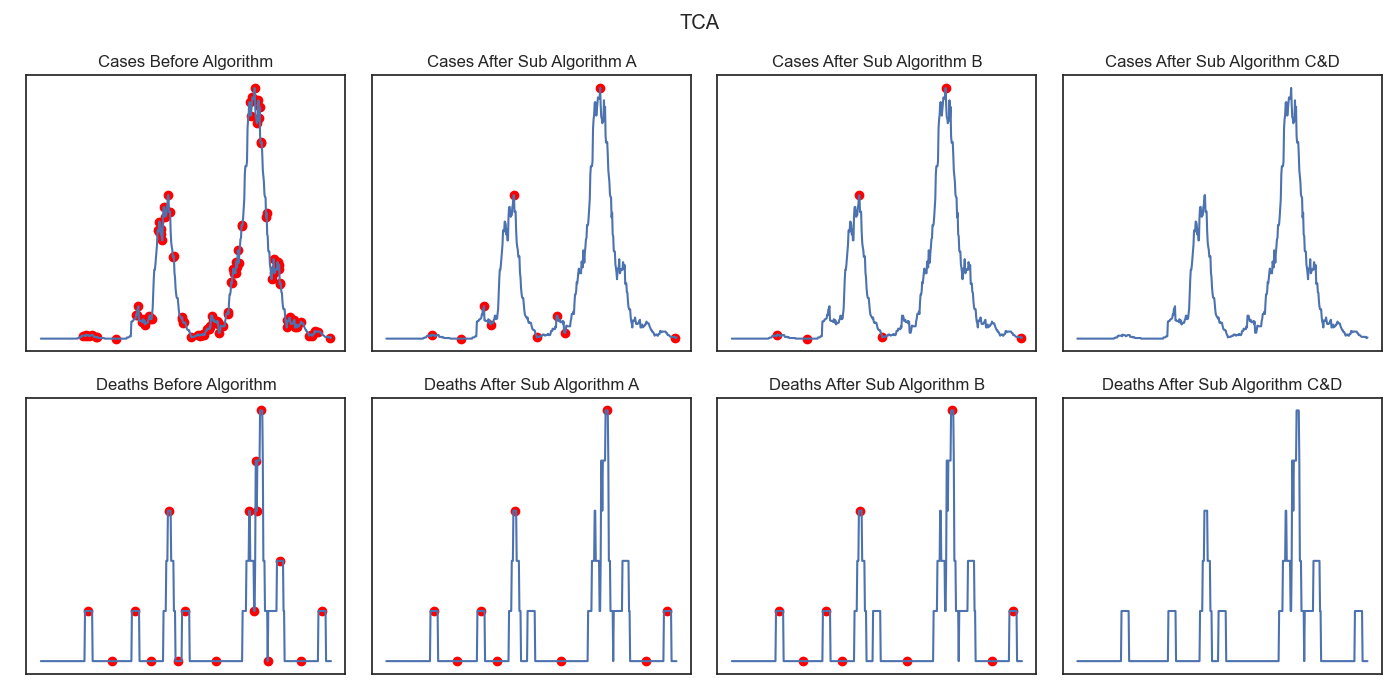 TCA
Cases Before Algorithm
Cases After Sub Algorithm A
Cases After Sub Algorithm B
Cases After Sub Algorithm C&D
Deaths Before Algorithm
Deaths After Sub Algorithm A
Deaths After Sub Algorithm B
Deaths After Sub Algorithm C&D